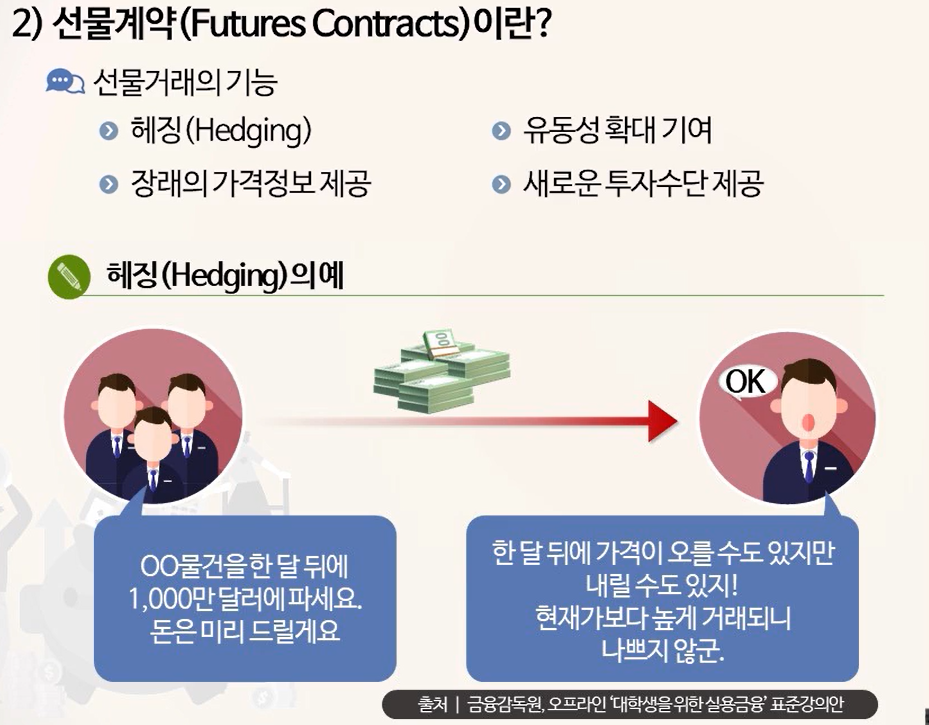 2) 선물계약(Futures Contracts)이란?
선물거래의 기능
헤징(Hedging)
유동성 확대 기여
장래의 가격정보 제공
새로운 투자수단 제공
헤징(Hedging)의 예
OK
OO물건을 한 달 뒤에
1,000만 달러에 파세요.
돈은 미리 드릴게요
한 달 뒤에 가격이 오를 수도 있지만
내릴 수도 있지!
현재가보다 높게 거래되니
나쁘지 않군.
출처 | 금융감독원, 오프라인 ‘대학생을 위한 실용금융’ 표준강의안